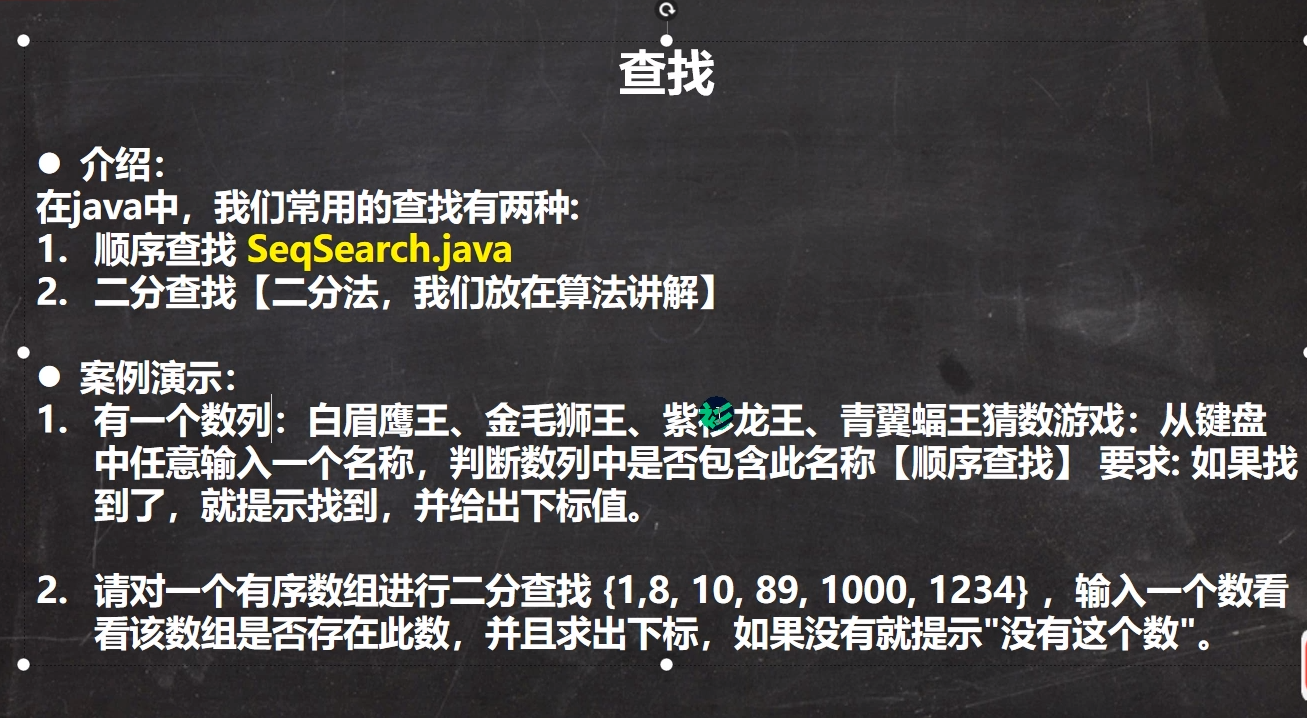 查找
● 介绍：
在java中，我们常用的查找有两种:
1. 顺序查找 SeqSearch.java
2. 二分查找【二分法，我们放在算法讲解】
● 案例演示：
1. 有一个数列：白眉鹰王、金毛狮王、紫衫龙王、青翼蝠王猜数游戏：从键盘
中任意输入一个名称，判断数列中是否包含此名称【顺序查找】 要求: 如果找
到了，就提示找到，并给出下标值。
2. 请对一个有序数组进行二分查找 {1,8, 10, 89, 1000, 1234} ，输入一个数看
看该数组是否存在此数，并且求出下标，如果没有就提示"没有这个数"。